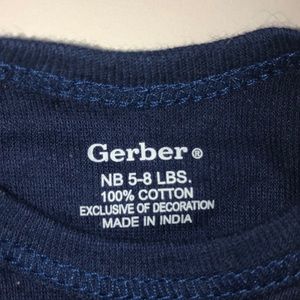 Gerber®
NB 5-8 LBS.
100% COTTON
EXCLUSIVE OF DECORATION
MADE IN INDIA